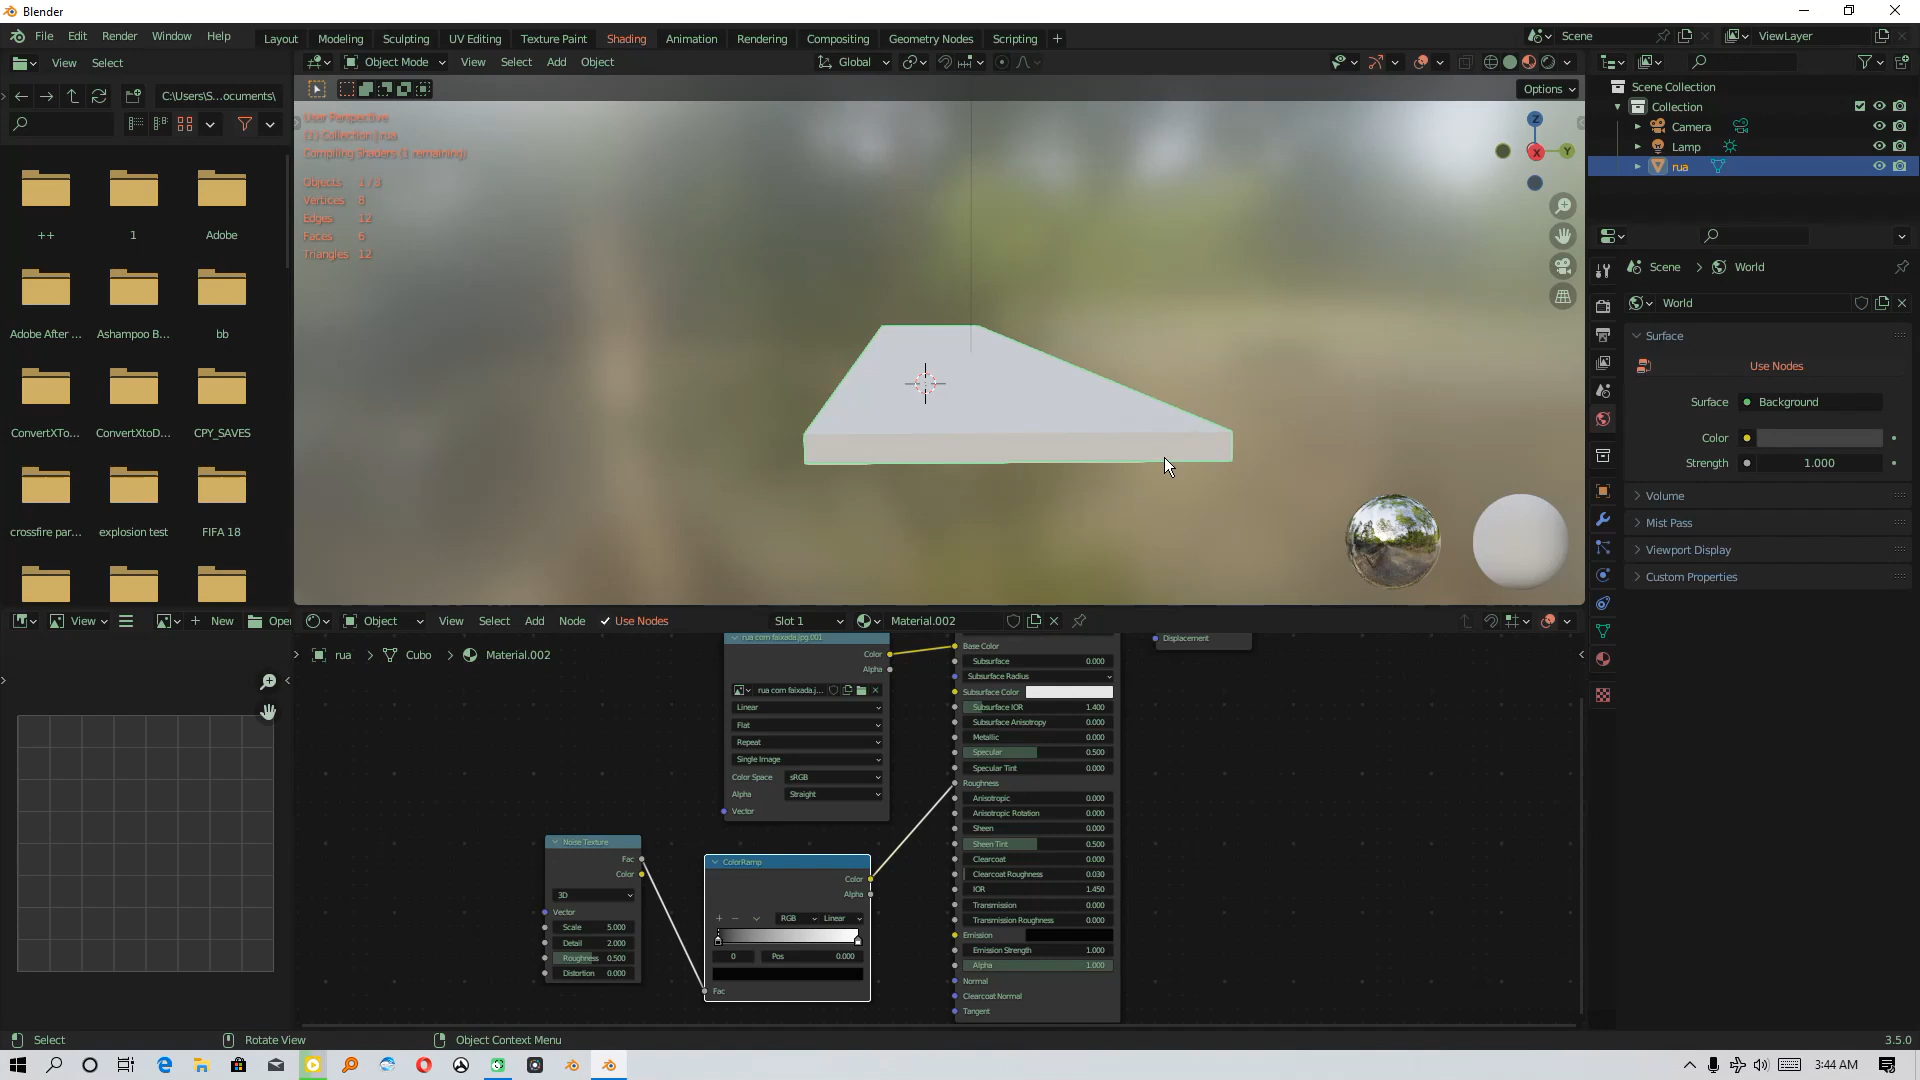 Blender
File Edit Render Window Help
Layout Modeling Sculpting UV Editing Texture Paint Shading Animation Rendering Compositing Geometry Nodes Scripting
Scene
ViewLayer
View Select
Object Mode View Select Add Object
Global
C:\Users\S...ocuments\
Options
++
1
Adobe
Adobe After ...
Ashampoo B...
bb
ConvertXTo...
ConvertXtoD...
CPY_SAVES
crossfire par...
explosion test
FIFA 18
User Perspective
(1) Collection | rua
Compiling Shaders (1 remaining)
Objects 1 / 3
Vertices 8
Edges 12
Faces 6
Triangles 12
Z
X
Y
Scene Collection
Collection
Camera
Lamp
rua
Scene > World
World
Surface
Use Nodes
Surface Background
Color
Strength 1.000
Volume
Mist Pass
Viewport Display
Custom Properties
View New Open
Object View Select Add Node Use Nodes
Slot 1 Material.002
rua > Cubo > Material.002
rua com faixada.jpg.001
Color
Alpha
rua com faixada.j...
Linear
Flat
Repeat
Single Image
Color Space sRGB
Alpha Straight
Vector
Noise Texture
Fac
Color
3D
Vector
Scale 5.000
Detail 2.000
Roughness 0.500
Distortion 0.000
ColorRamp
Color
Alpha
RGB Linear
0 Pos 0.000
Fac
Base Color
Subsurface 0.000
Subsurface Radius
Subsurface Color
Subsurface IOR 1.400
Subsurface Anisotropy 0.000
Metallic 0.000
Specular 0.500
Specular Tint 0.000
Roughness
Anisotropic 0.000
Anisotropic Rotation 0.000
Sheen 0.000
Sheen Tint 0.500
Clearcoat 0.000
Clearcoat Roughness 0.030
IOR 1.450
Transmission 0.000
Transmission Roughness 0.000
Emission
Emission Strength 1.000
Alpha 1.000
Normal
Clearcoat Normal
Tangent
Displacement
Select
Rotate View
Object Context Menu
3.5.0
3:44 AM